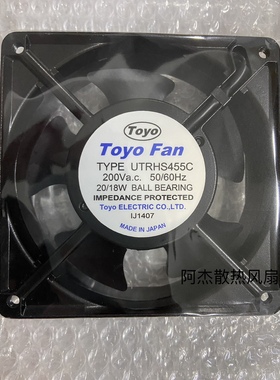 Toyo
Toyo Fan
TYPE UTRHS455C
200Va.c. 50/60Hz
20/18W BALL BEARING
IMPEDANCE PROTECTED
Toyo ELECTRIC CO.,LTD.
IJ1407
MADE IN JAPAN
阿杰散热风扇